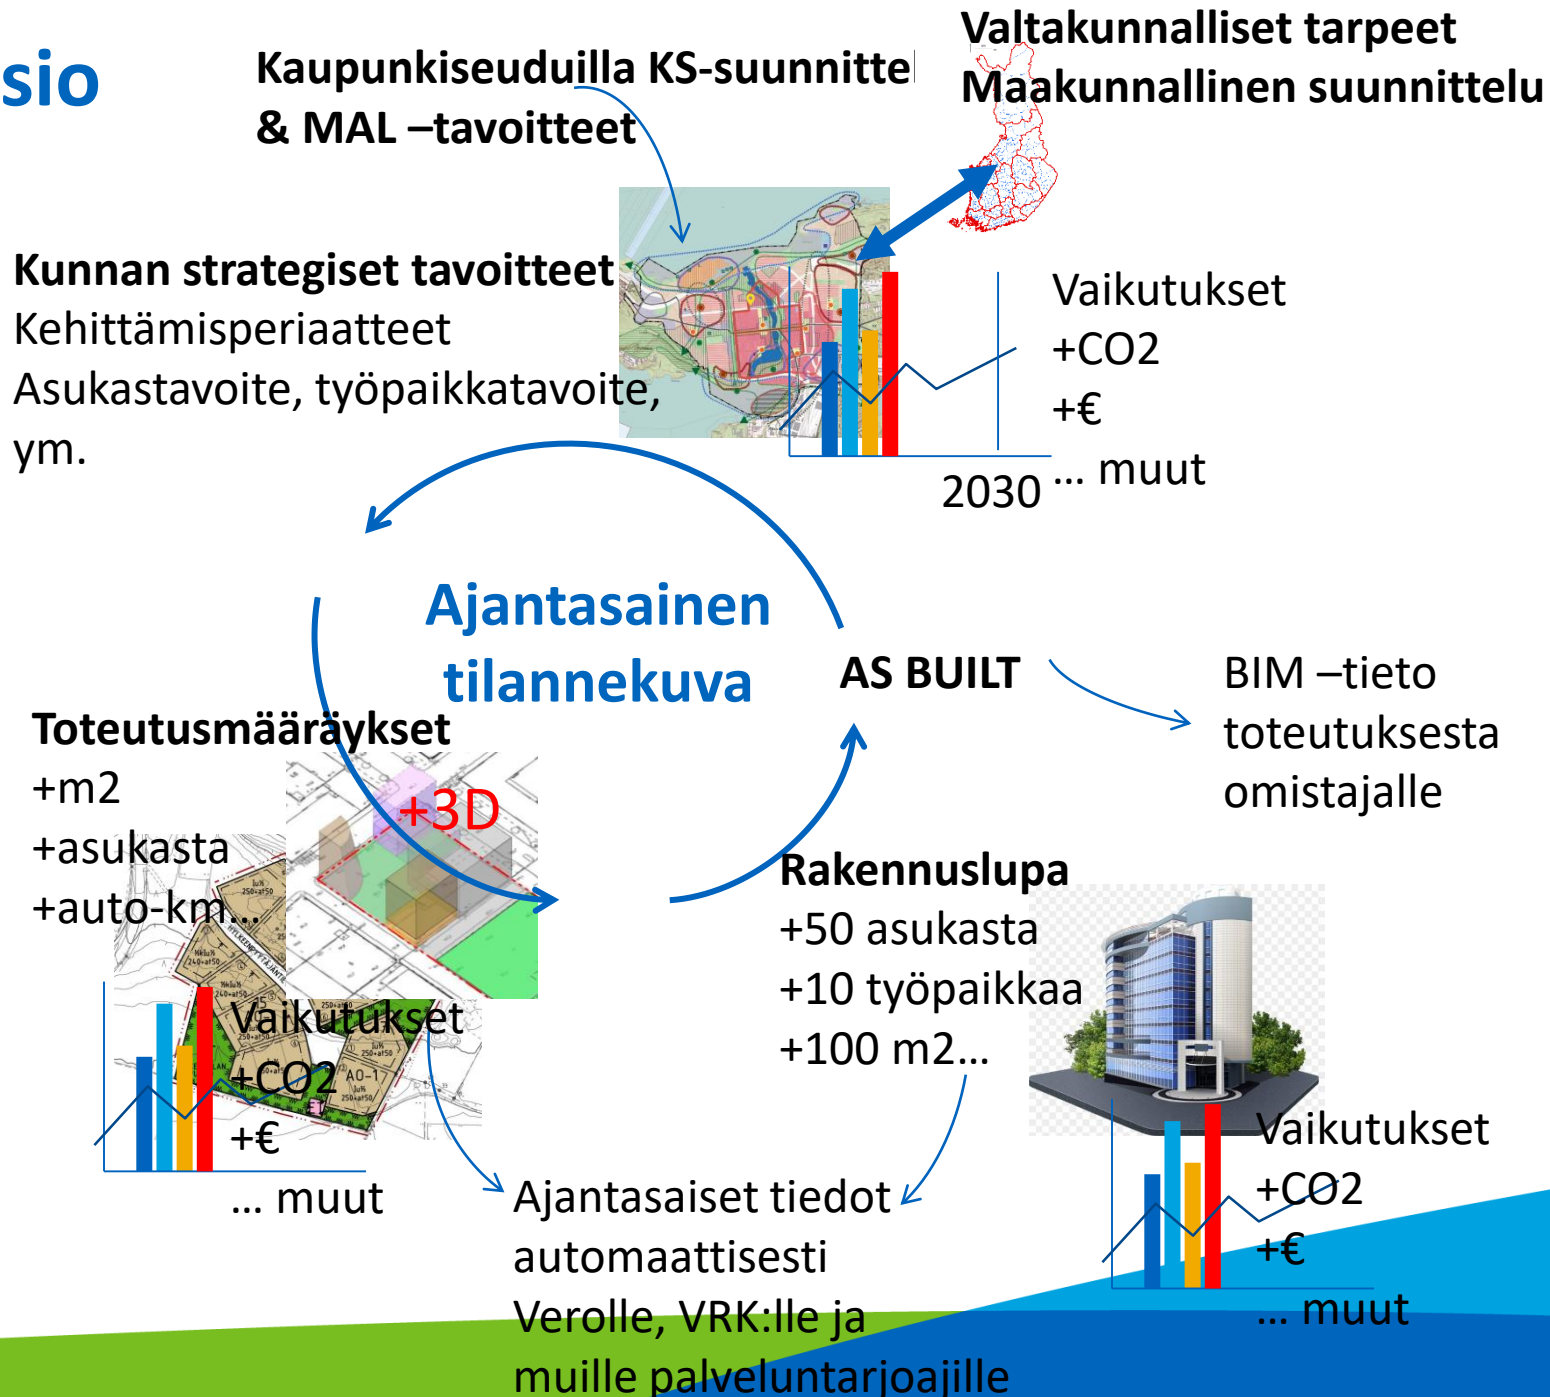 sio
Kaupunkiseuduilla KS-suunnittel
& MAL –tavoitteet
Valtakunnalliset tarpeet
Maakunnallinen suunnittelu
Kunnan strategiset tavoitteet
Kehittämisperiaatteet
Asukastavoite, työpaikkatavoite,
ym.
Vaikutukset
+CO2
+€
... muut
2030
Ajantasainen
tilannekuva
AS BUILT
BIM –tieto
toteutuksesta
omistajalle
Toteutusmääräykset
+m2
+asukasta
+auto-km...
+3D
AO-1
Vaikutukset
+CO2
+€
... muut
Rakennuslupa
+50 asukasta
+10 työpaikkaa
+100 m2...
Vaikutukset
+CO2
+€
... muut
Ajantasaiset tiedot
automaattisesti
Verolle, VRK:lle ja
muille palveluntarjoajille